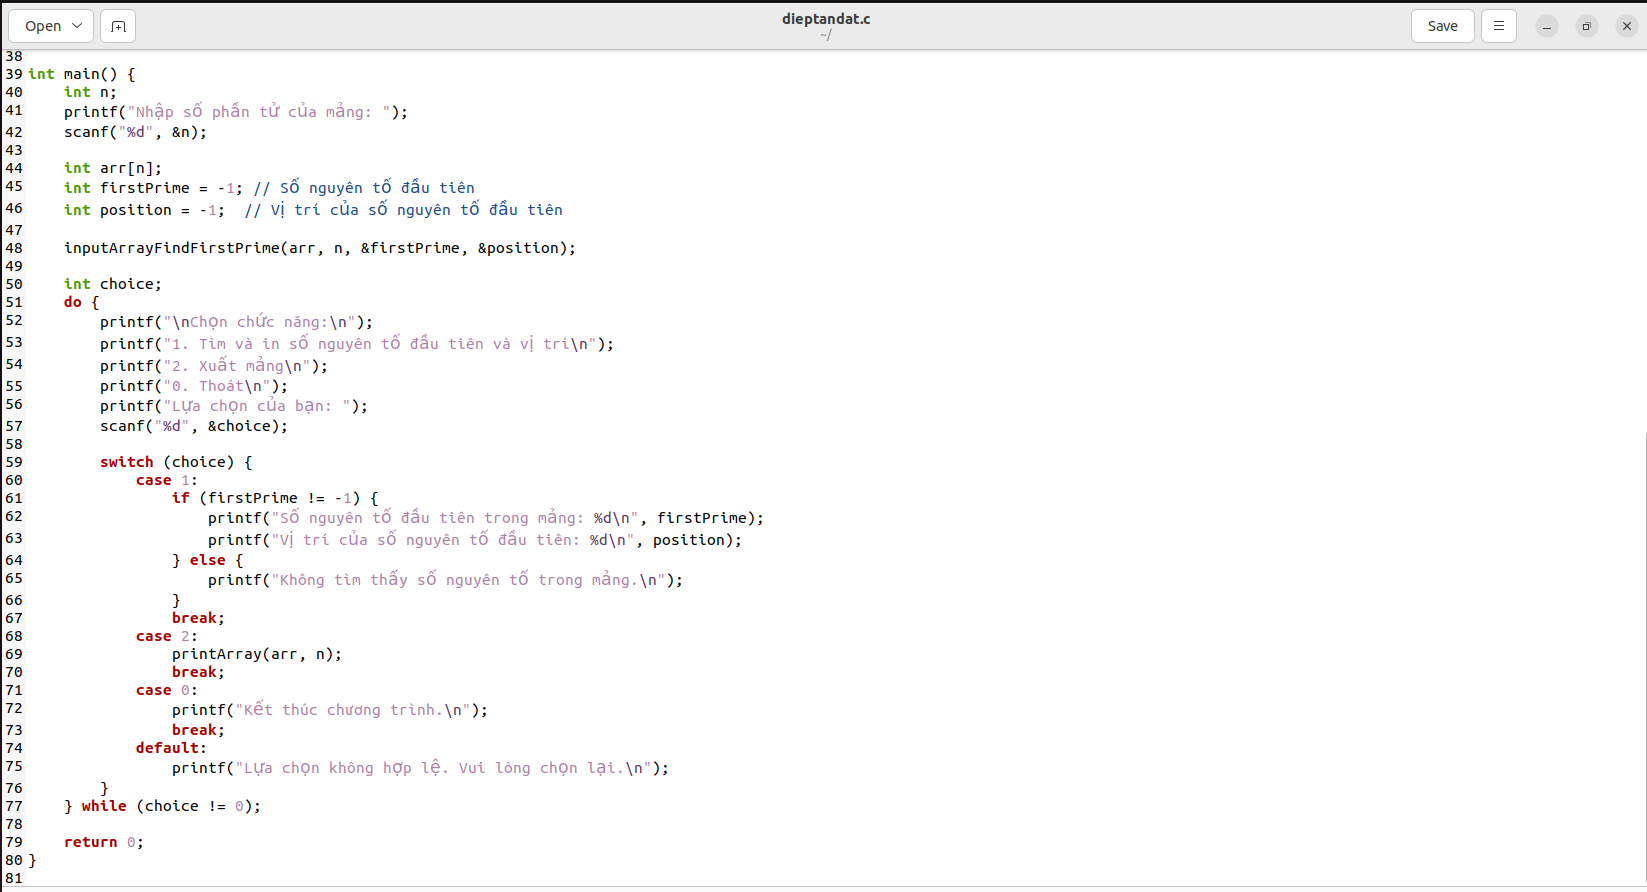 Open
dieptandat.c
~/
Save
38
39 int main() {
40     int n;
41     printf("Nhập số phần tử của mảng: ");
42     scanf("%d", &n);
43
44     int arr[n];
45     int firstPrime = -1; // Số nguyên tố đầu tiên
46     int position = -1;  // Vị trí của số nguyên tố đầu tiên
47
48     inputArrayFindFirstPrime(arr, n, &firstPrime, &position);
49
50     int choice;
51     do {
52         printf("\nChọn chức năng:\n");
53         printf("1. Tìm và in số nguyên tố đầu tiên và vị trí\n");
54         printf("2. Xuất mảng\n");
55         printf("0. Thoát\n");
56         printf("Lựa chọn của bạn: ");
57         scanf("%d", &choice);
58
59         switch (choice) {
60             case 1:
61                 if (firstPrime != -1) {
62                     printf("Số nguyên tố đầu tiên trong mảng: %d\n", firstPrime);
63                     printf("Vị trí của số nguyên tố đầu tiên: %d\n", position);
64                 } else {
65                     printf("Không tìm thấy số nguyên tố trong mảng.\n");
66                 }
67                 break;
68             case 2:
69                 printArray(arr, n);
70                 break;
71             case 0:
72                 printf("Kết thúc chương trình.\n");
73                 break;
74             default:
75                 printf("Lựa chọn không hợp lệ. Vui lòng chọn lại.\n");
76         }
77     } while (choice != 0);
78
79     return 0;
80 }
81